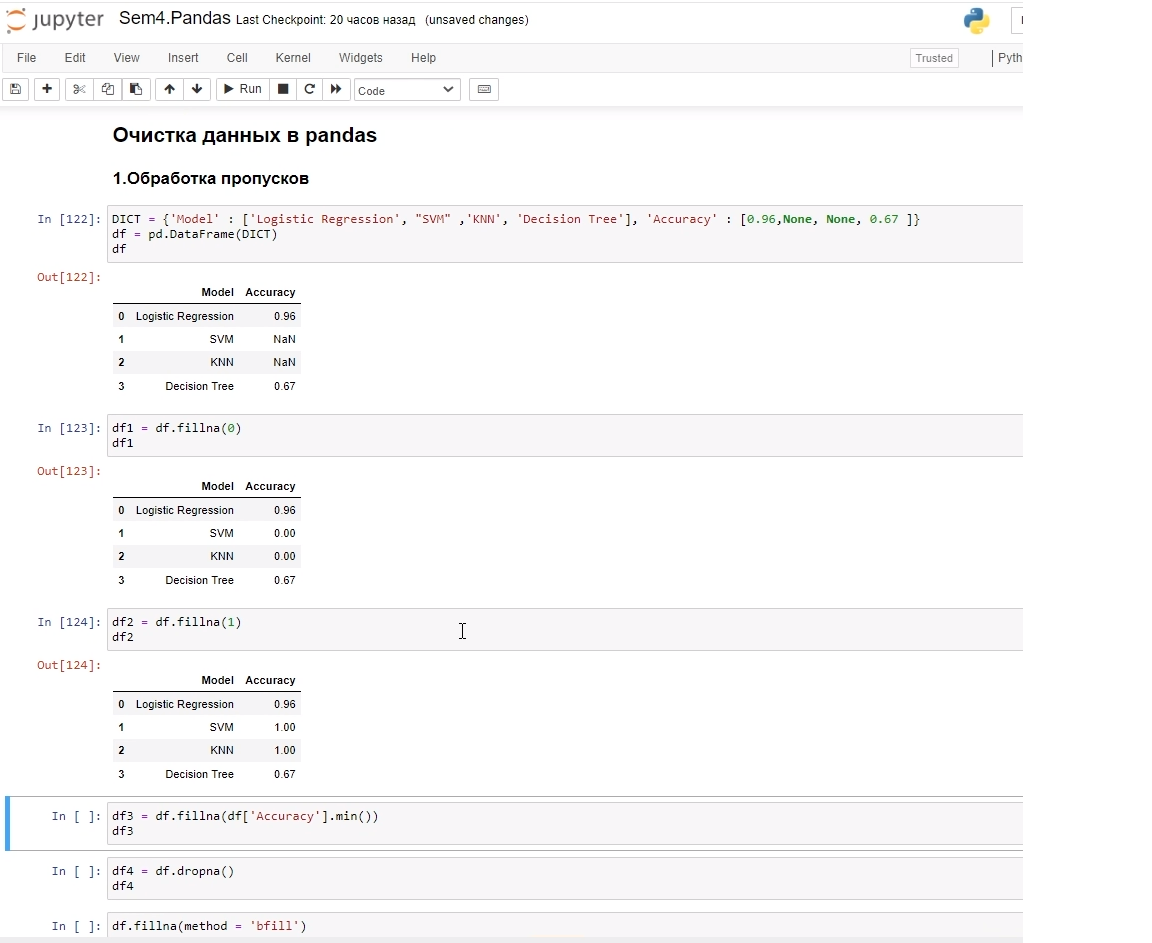 jupyter Sem4.Pandas Last Checkpoint: 20 часов назад (unsaved changes)
File Edit View Insert Cell Kernel Widgets Help Trusted Pyth
Run Code
Очистка данных в pandas
1.Обработка пропусков
In [122]: DICT = {'Model' : ['Logistic Regression', "SVM" ,'KNN', 'Decision Tree'], 'Accuracy' : [0.96,None, None, 0.67 ]}
df = pd.DataFrame(DICT)
df
Out[122]:
Model Accuracy
0 Logistic Regression 0.96
1 SVM NaN
2 KNN NaN
3 Decision Tree 0.67
In [123]: df1 = df.fillna(0)
df1
Out[123]:
Model Accuracy
0 Logistic Regression 0.96
1 SVM 0.00
2 KNN 0.00
3 Decision Tree 0.67
In [124]: df2 = df.fillna(1)
df2
Out[124]:
Model Accuracy
0 Logistic Regression 0.96
1 SVM 1.00
2 KNN 1.00
3 Decision Tree 0.67
In [ ]: df3 = df.fillna(df['Accuracy'].min())
df3
In [ ]: df4 = df.dropna()
df4
In [ ]: df.fillna(method = 'bfill')